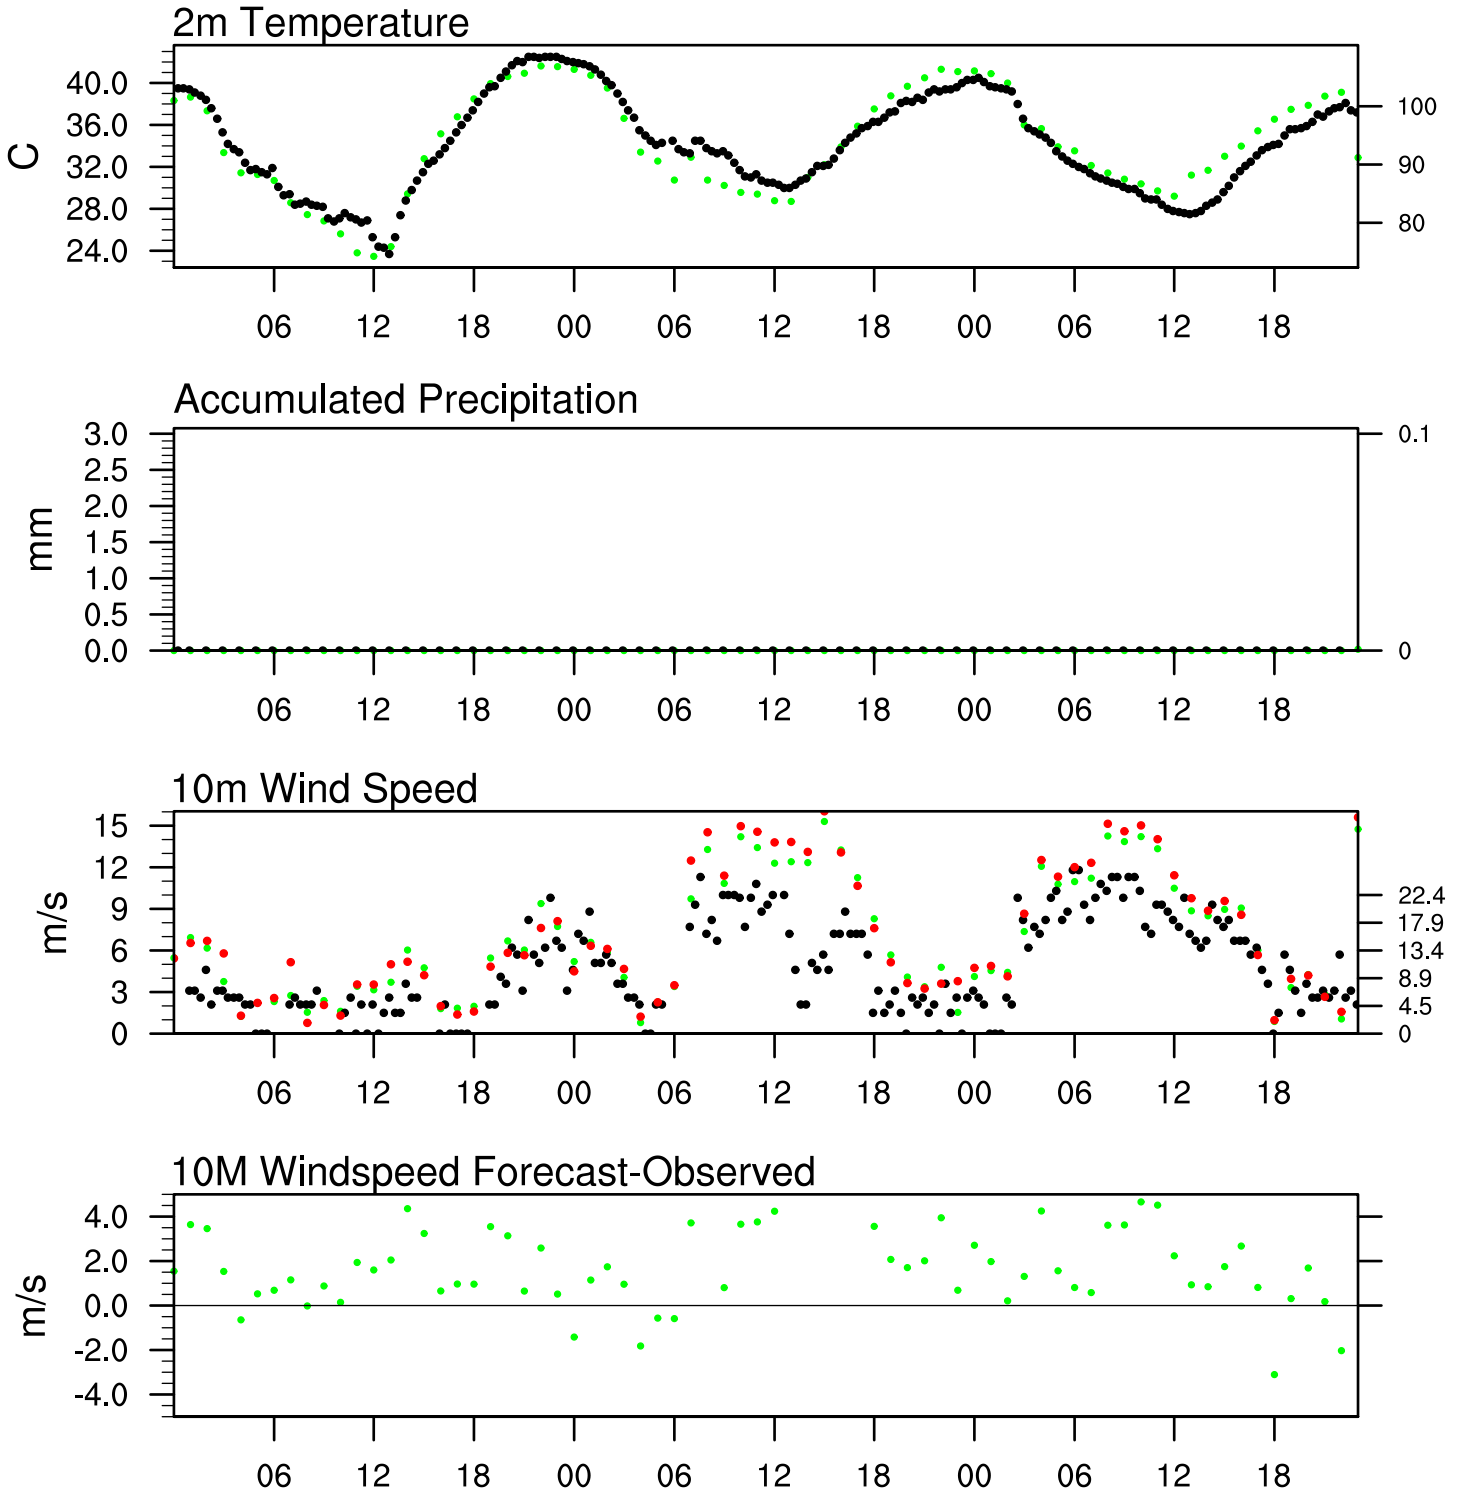 2m Temperature
40.0
36.0
32.0
28.0
24.0
C
100
90
80
06 12 18 00 06 12 18 00 06 12 18
Accumulated Precipitation
3.0
2.5
2.0
1.5
1.0
0.5
0.0
mm
0.1
0
06 12 18 00 06 12 18 00 06 12 18
10m Wind Speed
15
12
9
6
3
0
m/s
22.4
17.9
13.4
8.9
4.5
0
06 12 18 00 06 12 18 00 06 12 18
10M Windspeed Forecast-Observed
4.0
2.0
0.0
-2.0
-4.0
m/s
06 12 18 00 06 12 18 00 06 12 18